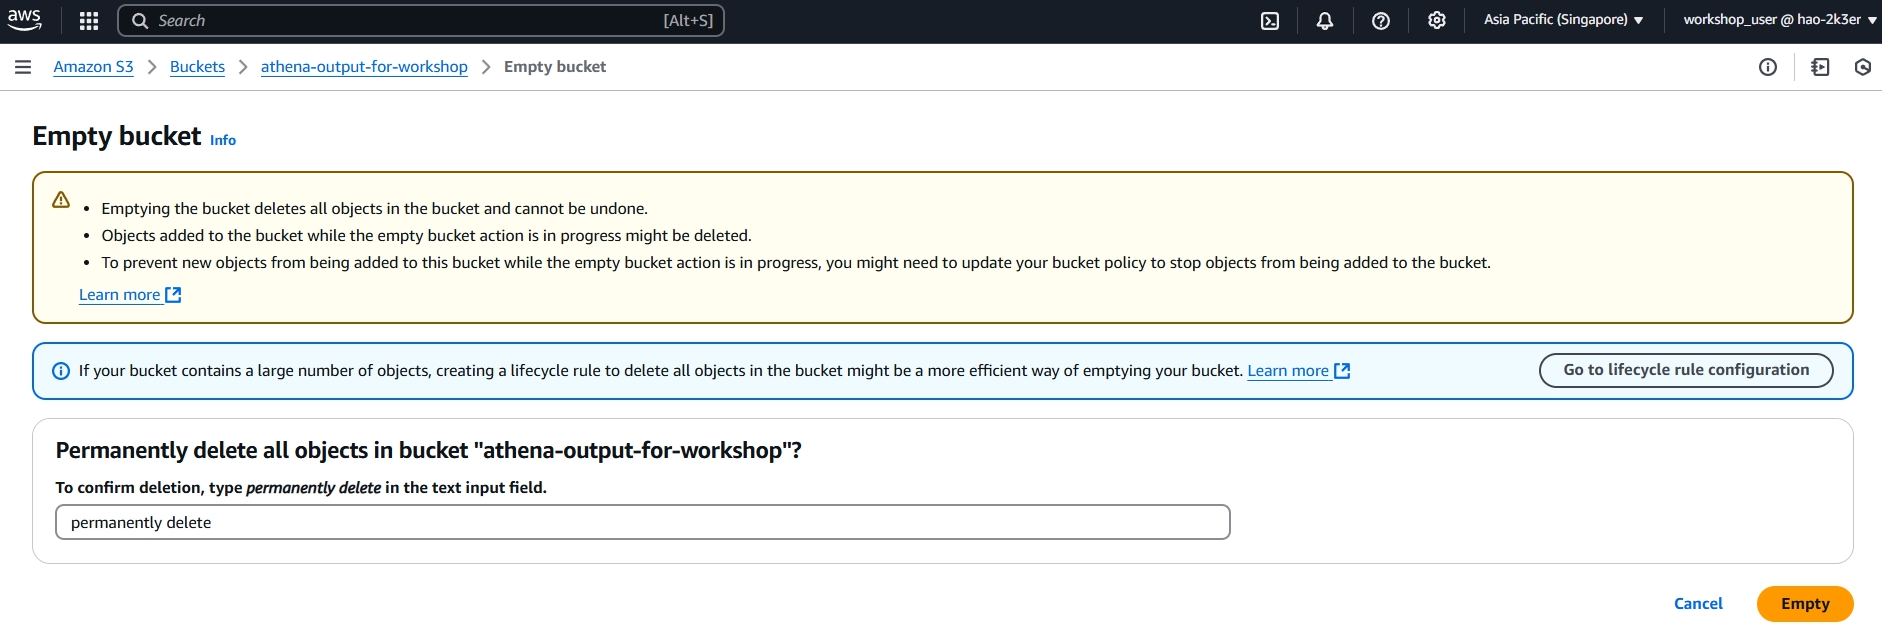 aws
Search [Alt+S]
Asia Pacific (Singapore)
workshop_user @ hao-2k3er
Amazon S3 > Buckets > athena-output-for-workshop > Empty bucket
Empty bucket Info
• Emptying the bucket deletes all objects in the bucket and cannot be undone.
• Objects added to the bucket while the empty bucket action is in progress might be deleted.
• To prevent new objects from being added to this bucket while the empty bucket action is in progress, you might need to update your bucket policy to stop objects from being added to the bucket.
Learn more
If your bucket contains a large number of objects, creating a lifecycle rule to delete all objects in the bucket might be a more efficient way of emptying your bucket. Learn more
Go to lifecycle rule configuration
Permanently delete all objects in bucket "athena-output-for-workshop"?
To confirm deletion, type permanently delete in the text input field.
permanently delete
Cancel
Empty